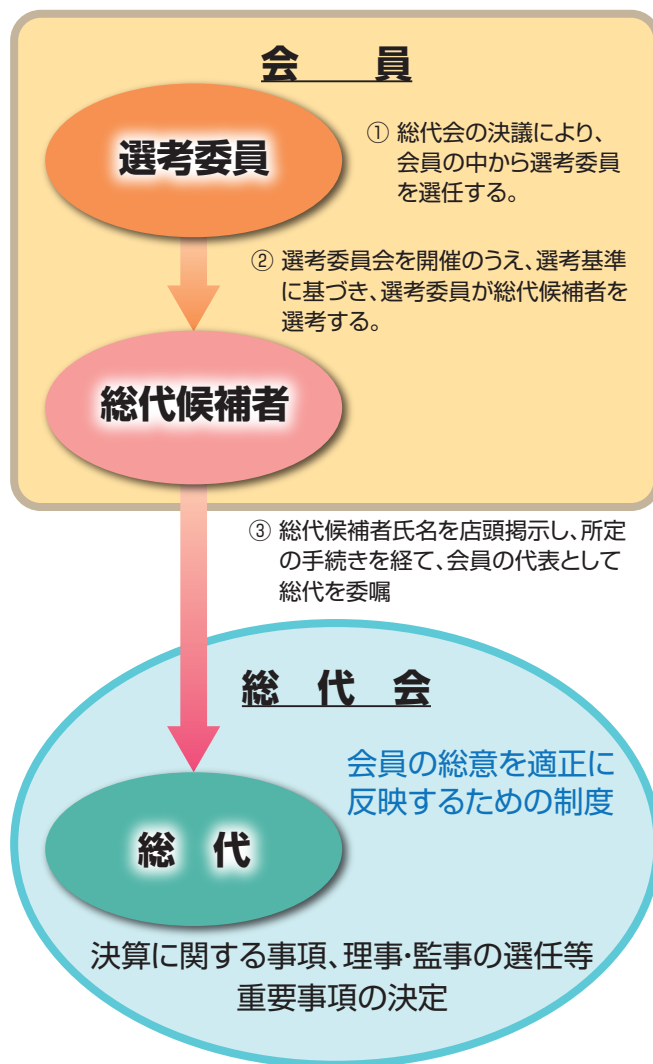 会　員
選考委員
① 総代会の決議により、
会員の中から選考委員
を選任する。
② 選考委員会を開催のうえ、選考基準
に基づき、選考委員が総代候補者を
選考する。
総代候補者
③ 総代候補者氏名を店頭掲示し、所定
の手続きを経て、会員の代表として
総代を委嘱
総　代　会
会員の総意を適正に
反映するための制度
総　代
決算に関する事項、理事・監事の選任等
重要事項の決定